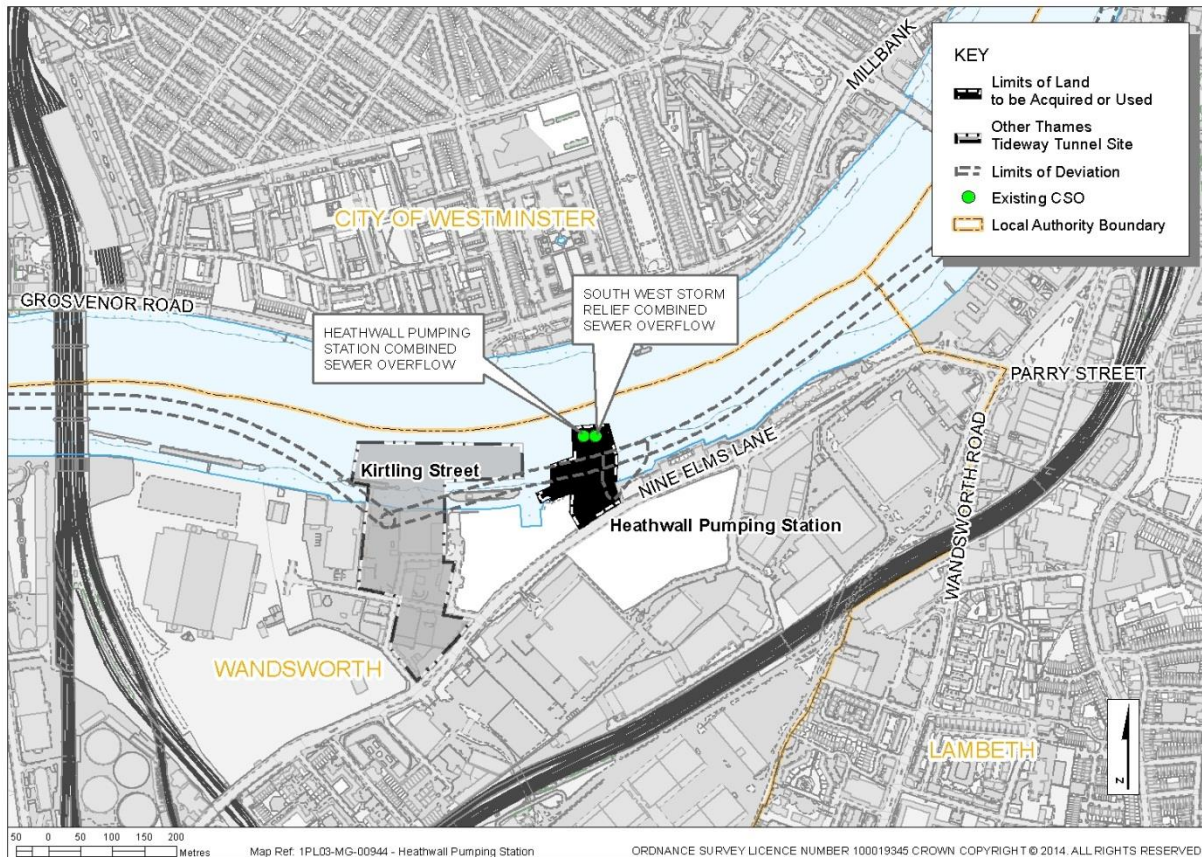 MILLBANK
KEY
Limits of Land
to be Acquired or Used
Other Thames
Tideway Tunnel Site
Limits of Deviation
Existing CSO
Local Authority Boundary
CITY OF WESTMINSTER
GROSVENOR ROAD
HEATHWALL PUMPING
STATION COMBINED
SEWER OVERFLOW
SOUTH WEST STORM
RELIEF COMBINED
SEWER OVERFLOW
PARRY STREET
Kirtling Street
NINE ELMS LANE
WANDSWORTH ROAD
Heathwall Pumping Station
WANDSWORTH
LAMBETH
N
50 0 50 100 150 200
Metres
Map Ref: 1PL03-MG-00944 - Heathwall Pumping Station
ORDNANCE SURVEY LICENCE NUMBER 100019345 CROWN COPYRIGHT © 2014. ALL RIGHTS RESERVED